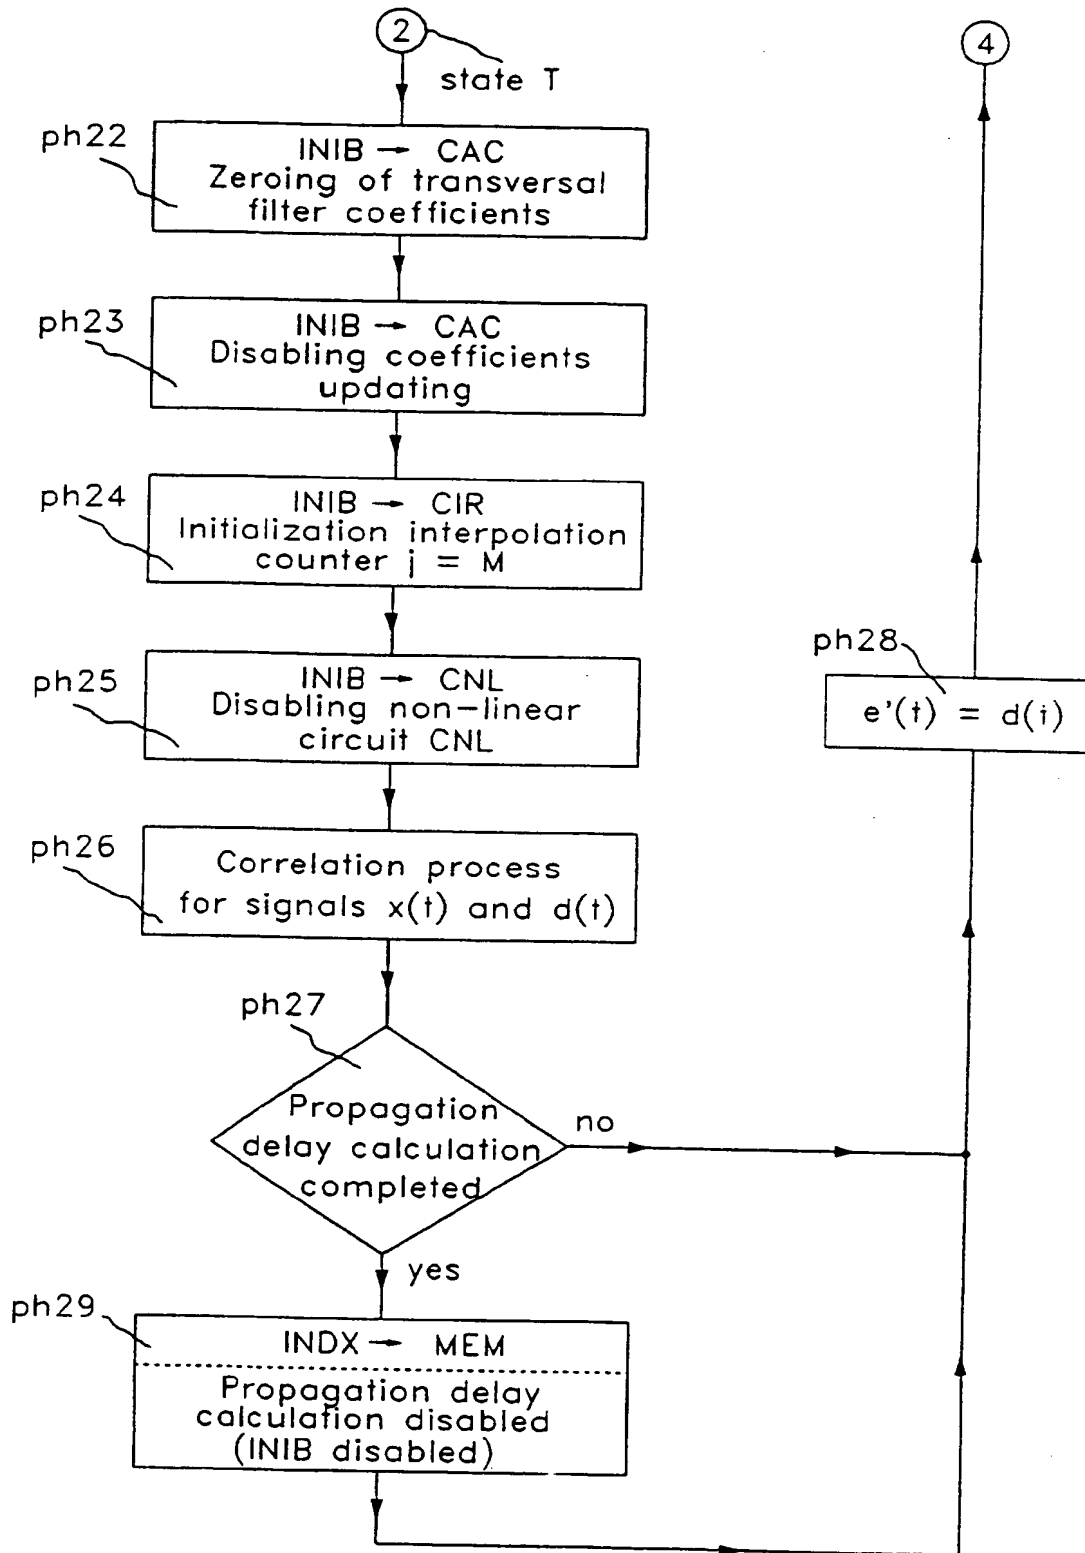 2
state T
ph22
INIB → CAC
Zeroing of transversal
filter coefficients
ph23
INIB → CAC
Disabling coefficients
updating
ph24
INIB → CIR
Initialization interpolation
counter j = M
ph25
INIB → CNL
Disabling non-linear
circuit CNL
ph26
Correlation process
for signals x(t) and d(t)
ph27
Propagation
delay calculation
completed
no
yes
ph29
INDX → MEM
Propagation delay
calculation disabled
(INIB disabled)
4
ph28
e'(t) = d(i)